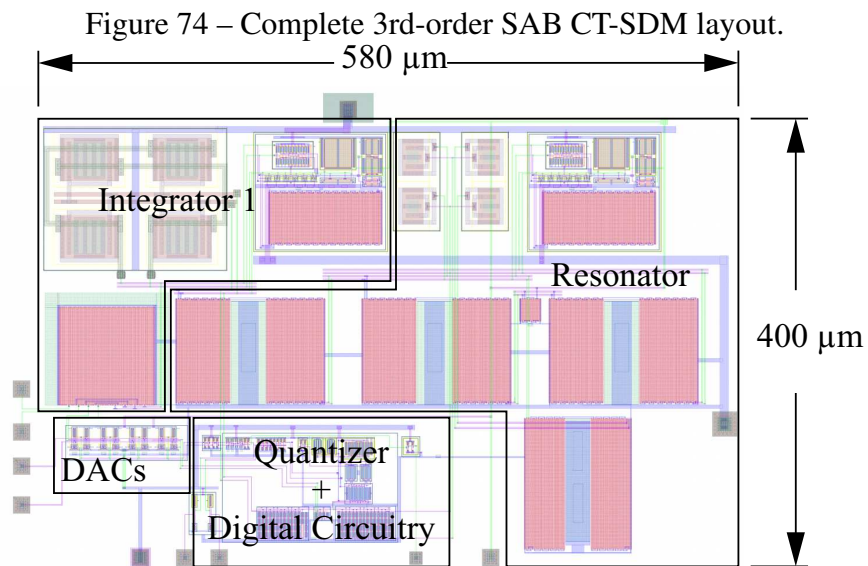 Figure 74 – Complete 3rd-order SAB CT-SDM layout.
580 µm
Integrator 1
Resonator
400 µm
Quantizer
DACs
+
Digital Circuitry